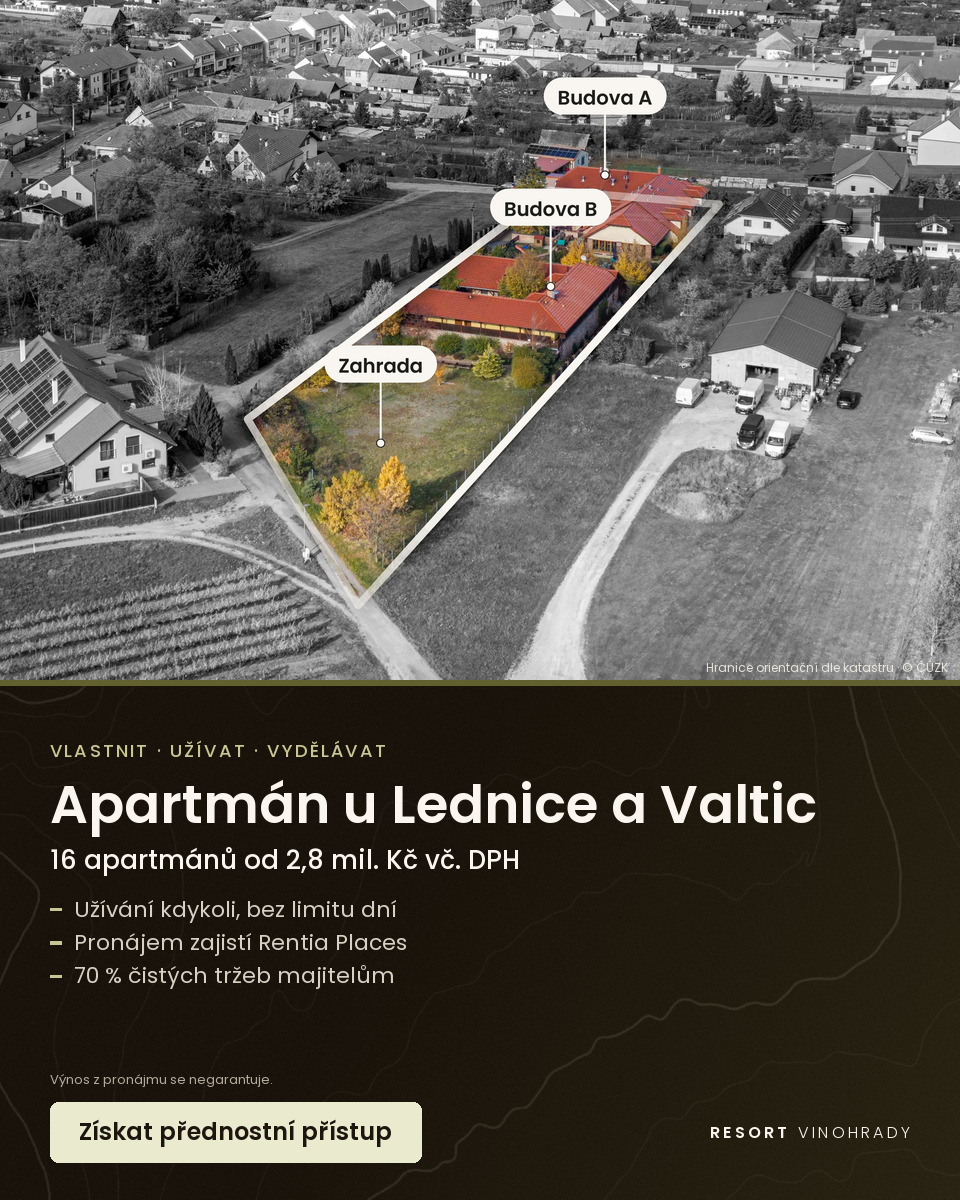 Budova A
Budova B
Zahrada
Hranice orientační dle katastru · © ČÚZK
VLASTNIT · UŽÍVAT · VYDĚLÁVAT
Apartmán u Lednice a Valtic
16 apartmánů od 2,8 mil. Kč vč. DPH
– Užívání kdykoli, bez limitu dní
– Pronájem zajistí Rentia Places
– 70 % čistých tržeb majitelům
Výnos z pronájmu se negarantuje.
Získat přednostní přístup
RESORT VINOHRADY